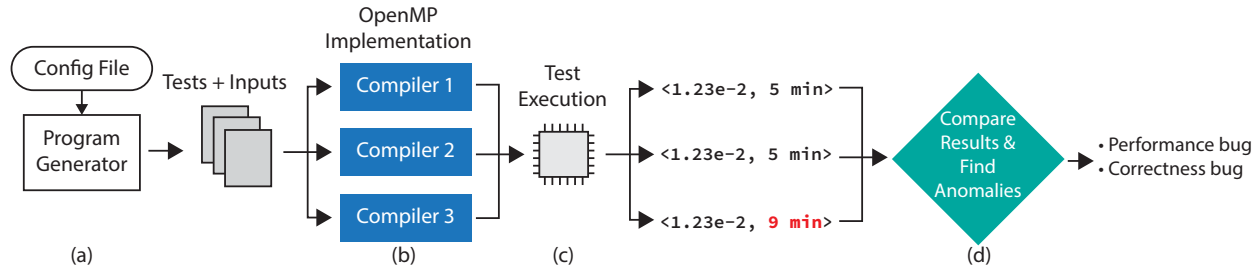 Config File
Program
Generator
(a)
Tests + Inputs
OpenMP
Implementation
Compiler 1
Compiler 2
Compiler 3
(b)
Test
Execution
(c)
<1.23e-2, 5 min>
<1.23e-2, 5 min>
<1.23e-2, 9 min>
Compare
Results &
Find
Anomalies
(d)
• Performance bug
• Correctness bug